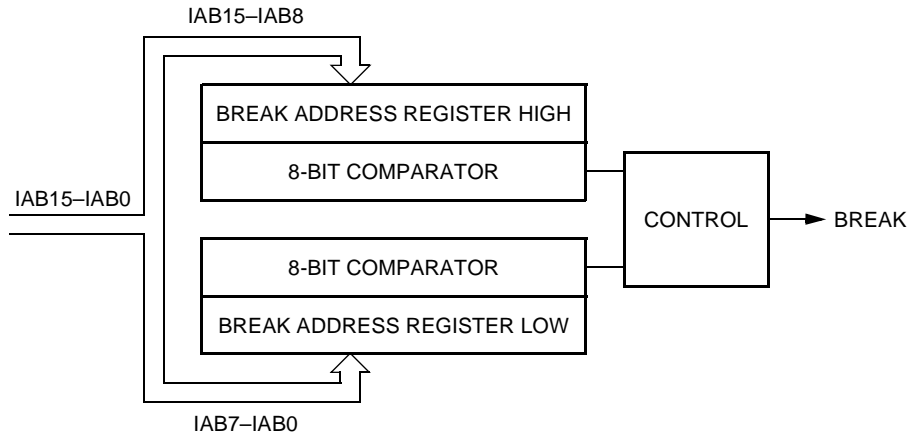 IAB15–IAB8
BREAK ADDRESS REGISTER HIGH
8-BIT COMPARATOR
IAB15–IAB0
CONTROL
BREAK
8-BIT COMPARATOR
BREAK ADDRESS REGISTER LOW
IAB7–IAB0